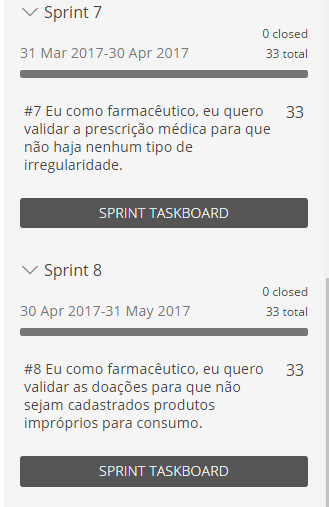 Sprint 7
0 closed
31 Mar 2017-30 Apr 2017
33 total
#7 Eu como farmacêutico, eu quero
33
validar a prescrição médica para que
não haja nenhum tipo de
irregularidade.
SPRINT TASKBOARD
Sprint 8
0 closed
30 Apr 2017-31 May 2017
33 total
#8 Eu como farmacêutico, eu quero
33
validar as doações para que não
sejam cadastrados produtos
impróprios para consumo.
SPRINT TASKBOARD